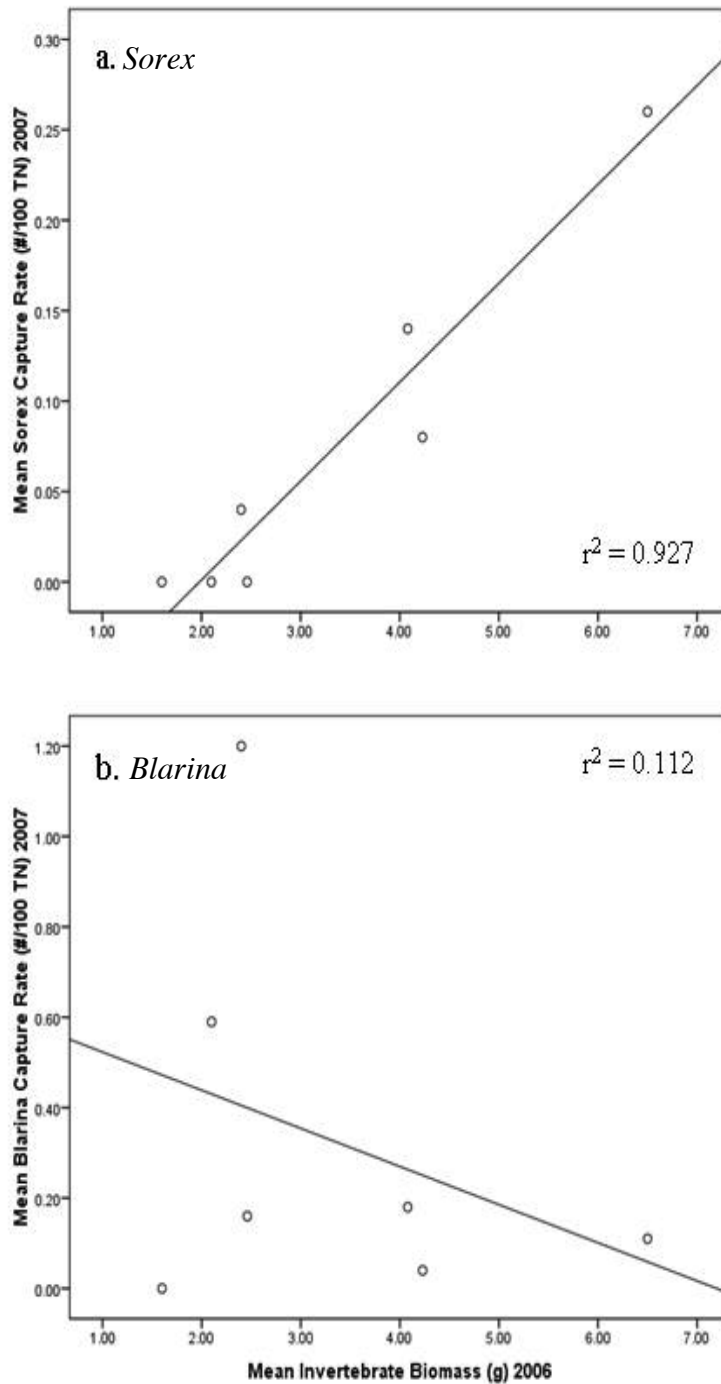 a. Sorex
Mean Sorex Capture Rate (#/100 TN) 2007
0.30
0.25
0.20
0.15
0.10
0.05
0.00
r² = 0.927
1.00 2.00 3.00 4.00 5.00 6.00 7.00
b. Blarina
r² = 0.112
Mean Blarina Capture Rate (#/100 TN) 2007
1.20
1.00
0.80
0.60
0.40
0.20
0.00
1.00 2.00 3.00 4.00 5.00 6.00 7.00
Mean Invertebrate Biomass (g) 2006